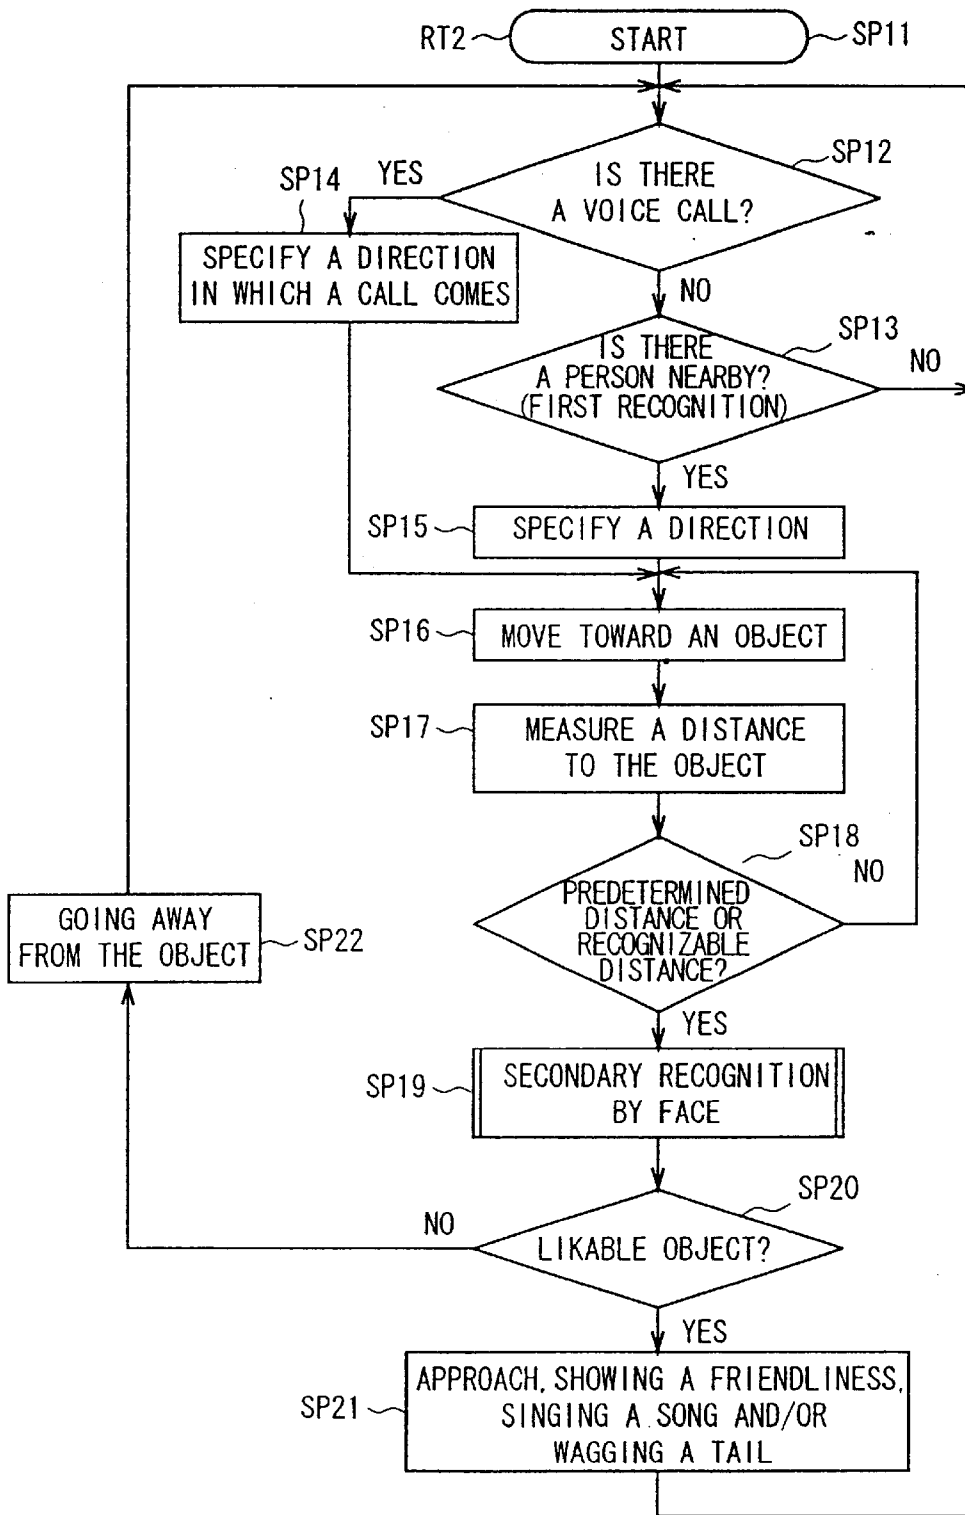 RT2
START
SP11
SP12
IS THERE
A VOICE CALL?
YES
SP14
SPECIFY A DIRECTION
IN WHICH A CALL COMES
NO
SP13
IS THERE
A PERSON NEARBY?
(FIRST RECOGNITION)
NO
YES
SP15
SPECIFY A DIRECTION
SP16
MOVE TOWARD AN OBJECT
SP17
MEASURE A DISTANCE
TO THE OBJECT
SP18
NO
PREDETERMINED
DISTANCE OR
RECOGNIZABLE
DISTANCE?
GOING AWAY
FROM THE OBJECT
SP22
YES
SP19
SECONDARY RECOGNITION
BY FACE
SP20
NO
LIKABLE OBJECT?
YES
SP21
APPROACH, SHOWING A FRIENDLINESS,
SINGING A SONG AND/OR
WAGGING A TAIL